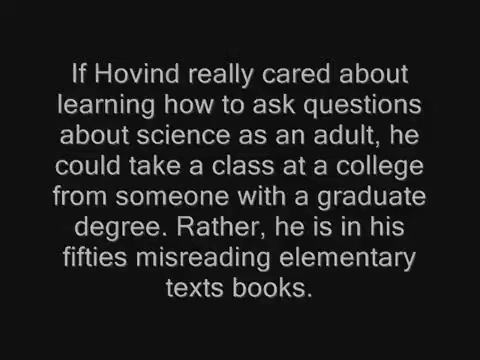 If Hovind really cared about
learning how to ask questions
about science as an adult, he
could take a class at a college
from someone with a graduate
degree. Rather, he is in his
fifties misreading elementary
texts books.